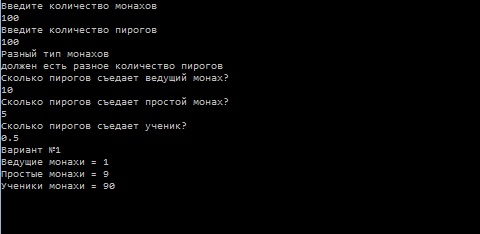 Введите количество монахов
100
Введите количество пирогов
100
Разный тип монахов
должен есть разное количество пирогов
Сколько пирогов съедает ведущий монах?
10
Сколько пирогов съедает простой монах?
5
Сколько пирогов съедает ученик?
0.5
Вариант №1
Ведущие монахи = 1
Простые монахи = 9
Ученики монахи = 90